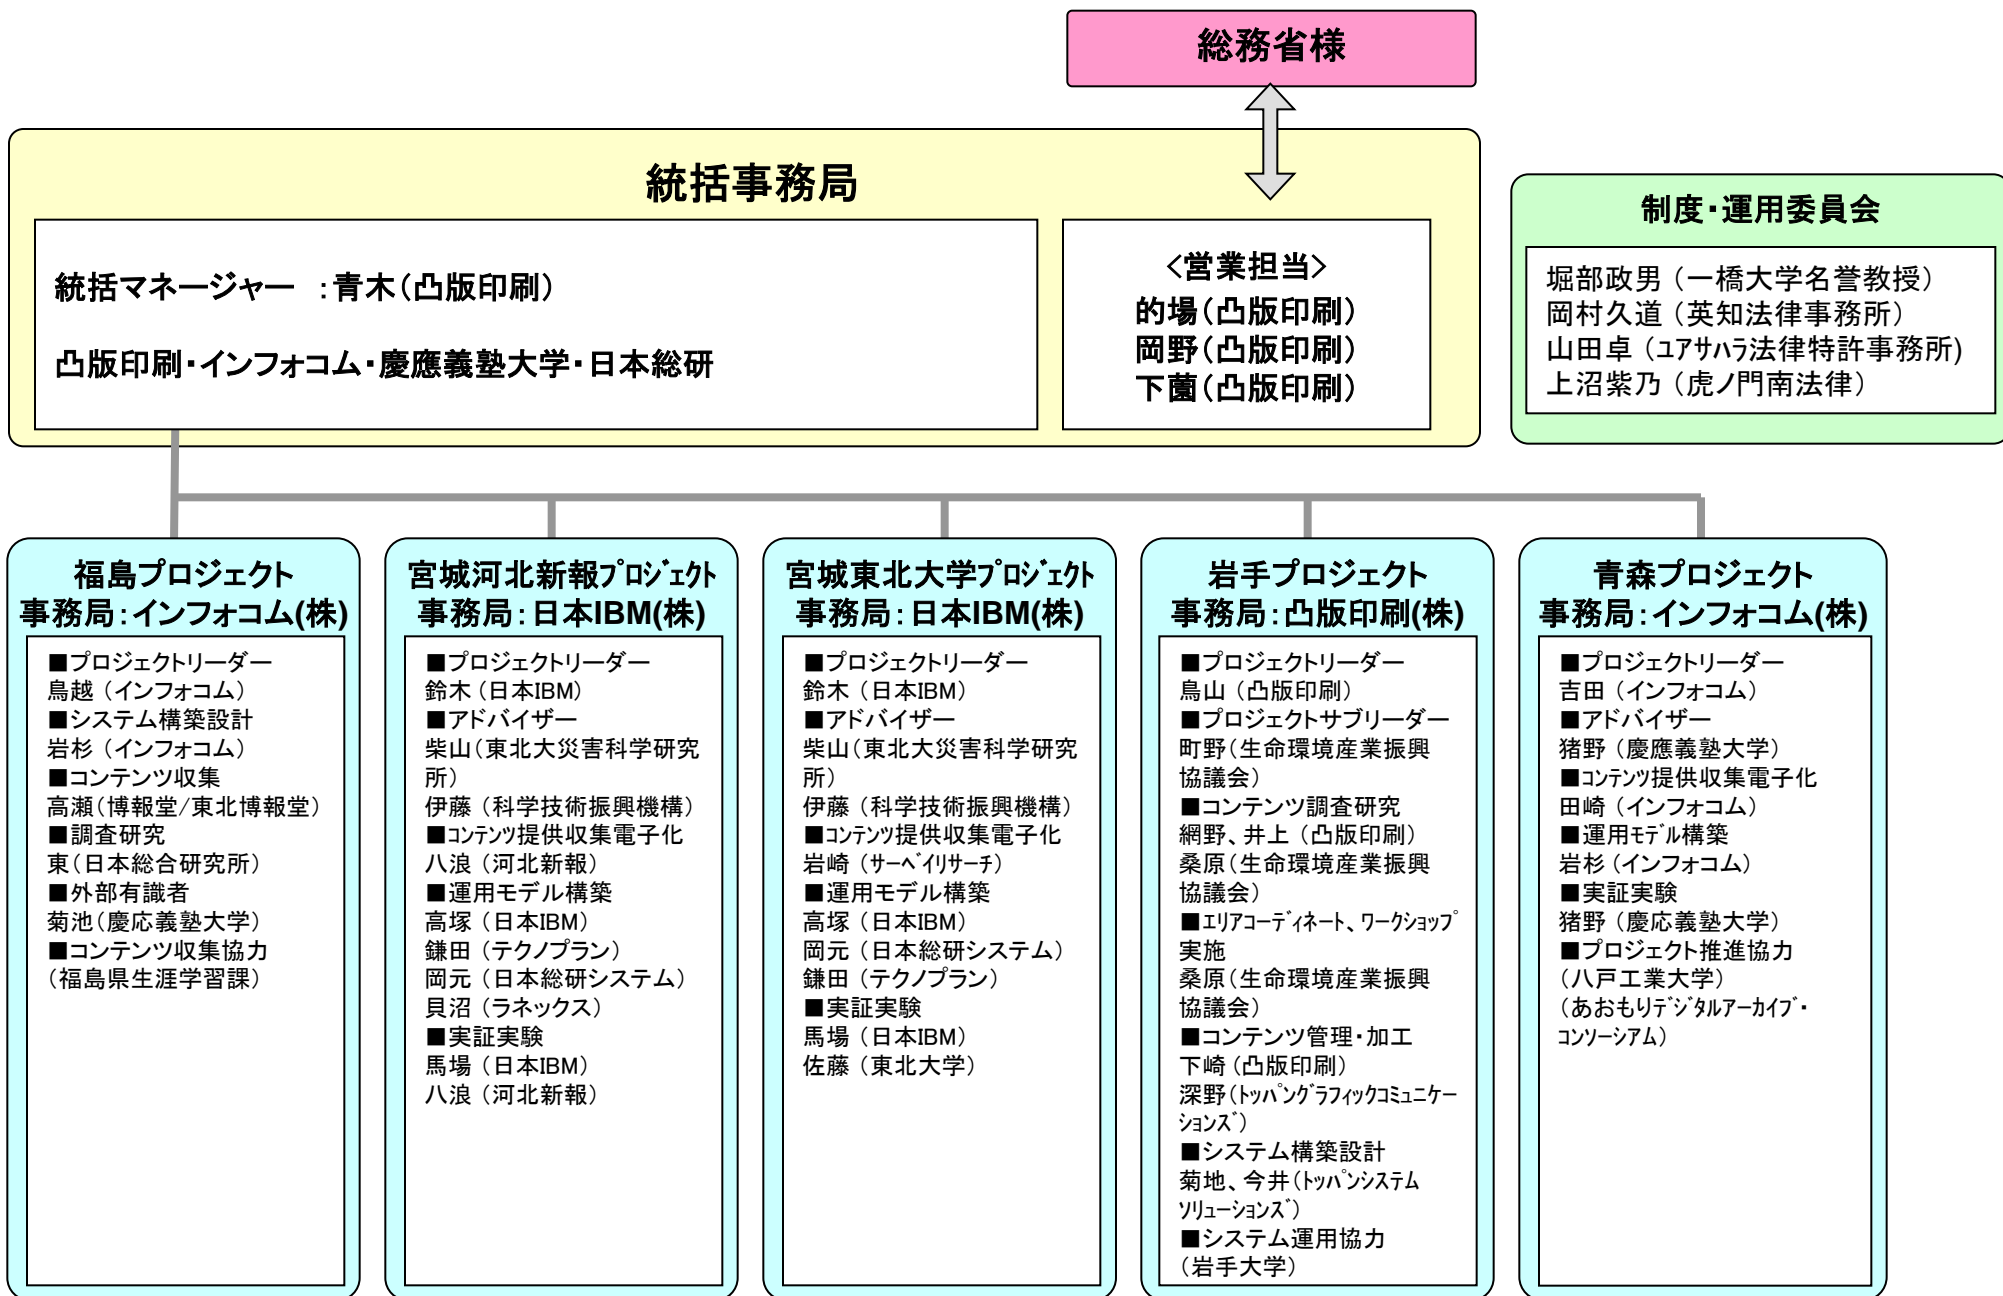 総務省様
統括事務局
統括マネージャー ：青木（凸版印刷）
凸版印刷・インフォコム・慶應義塾大学・日本総研
＜営業担当＞
的場（凸版印刷）
岡野（凸版印刷）
下薗（凸版印刷）
制度・運用委員会
堀部政男（一橋大学名誉教授）
岡村久道（英知法律事務所）
山田卓（ﾕｱｻﾊﾗ法律特許事務所)
上沼紫乃（虎ﾉ門南法律）
福島プロジェクト
事務局：インフォコム(株)
■プロジェクトリーダー
鳥越（インフォコム）
■システム構築設計
岩杉（インフォコム）
■コンテンツ収集
高瀬（博報堂/東北博報堂）
■調査研究
東（日本総合研究所）
■外部有識者
菊池（慶応義塾大学）
■コンテンツ収集協力
（福島県生涯学習課）
宮城河北新報ﾌﾟﾛｼﾞｪｸﾄ
事務局：日本IBM(株)
■プロジェクトリーダー
鈴木（日本IBM）
■アドバイザー
柴山（東北大災害科学研究
所）
伊藤（科学技術振興機構）
■ｺﾝﾃﾝﾂ提供収集電子化
八浪（河北新報）
■運用モデル構築
高塚（日本IBM）
鎌田（テクノプラン）
岡元（日本総研システム）
貝沼（ラネックス）
■実証実験
馬場（日本IBM）
八浪（河北新報）
宮城東北大学ﾌﾟﾛｼﾞｪｸﾄ
事務局：日本IBM(株)
■プロジェクトリーダー
鈴木（日本IBM）
■アドバイザー
柴山（東北大災害科学研究
所）
伊藤（科学技術振興機構）
■ｺﾝﾃﾝﾂ提供収集電子化
岩崎（ｻｰﾍﾞｲﾘｻｰﾁ）
■運用モデル構築
高塚（日本IBM）
岡元（日本総研システム）
鎌田（テクノプラン）
■実証実験
馬場（日本IBM）
佐藤（東北大学）
岩手プロジェクト
事務局：凸版印刷(株)
■プロジェクトリーダー
鳥山（凸版印刷）
■プロジェクトサブリーダー
町野（生命環境産業振興
協議会）
■コンテンツ調査研究
網野、井上（凸版印刷）
桑原（生命環境産業振興
協議会）
■ｴﾘｱｺｰﾃﾞｨﾈｰﾄ、ﾜｰｸｼｮｯﾌﾟ
実施
桑原（生命環境産業振興
協議会）
■コンテンツ管理・加工
下崎（凸版印刷）
深野（ﾄｯﾊﾟﾝｸﾞﾗﾌｨｯｸｺﾐｭﾆｹｰ
ｼｮﾝｽﾞ）
■システム構築設計
菊地、今井（ﾄｯﾊﾟﾝｼｽﾃﾑ
ｿﾘｭｰｼｮﾝｽﾞ）
■システム運用協力
（岩手大学）
青森プロジェクト
事務局：インフォコム(株)
■プロジェクトリーダー
吉田（インフォコム）
■アドバイザー
猪野（慶應義塾大学）
■ｺﾝﾃﾝﾂ提供収集電子化
田崎（インフォコム）
■運用ﾓﾃﾞﾙ構築
岩杉（インフォコム）
■実証実験
猪野（慶応義塾大学）
■プロジェクト推進協力
（八戸工業大学）
（あおもりﾃﾞｼﾞﾀﾙｱｰｶｲﾌﾞ・
ｺﾝｿｰｼｱﾑ）